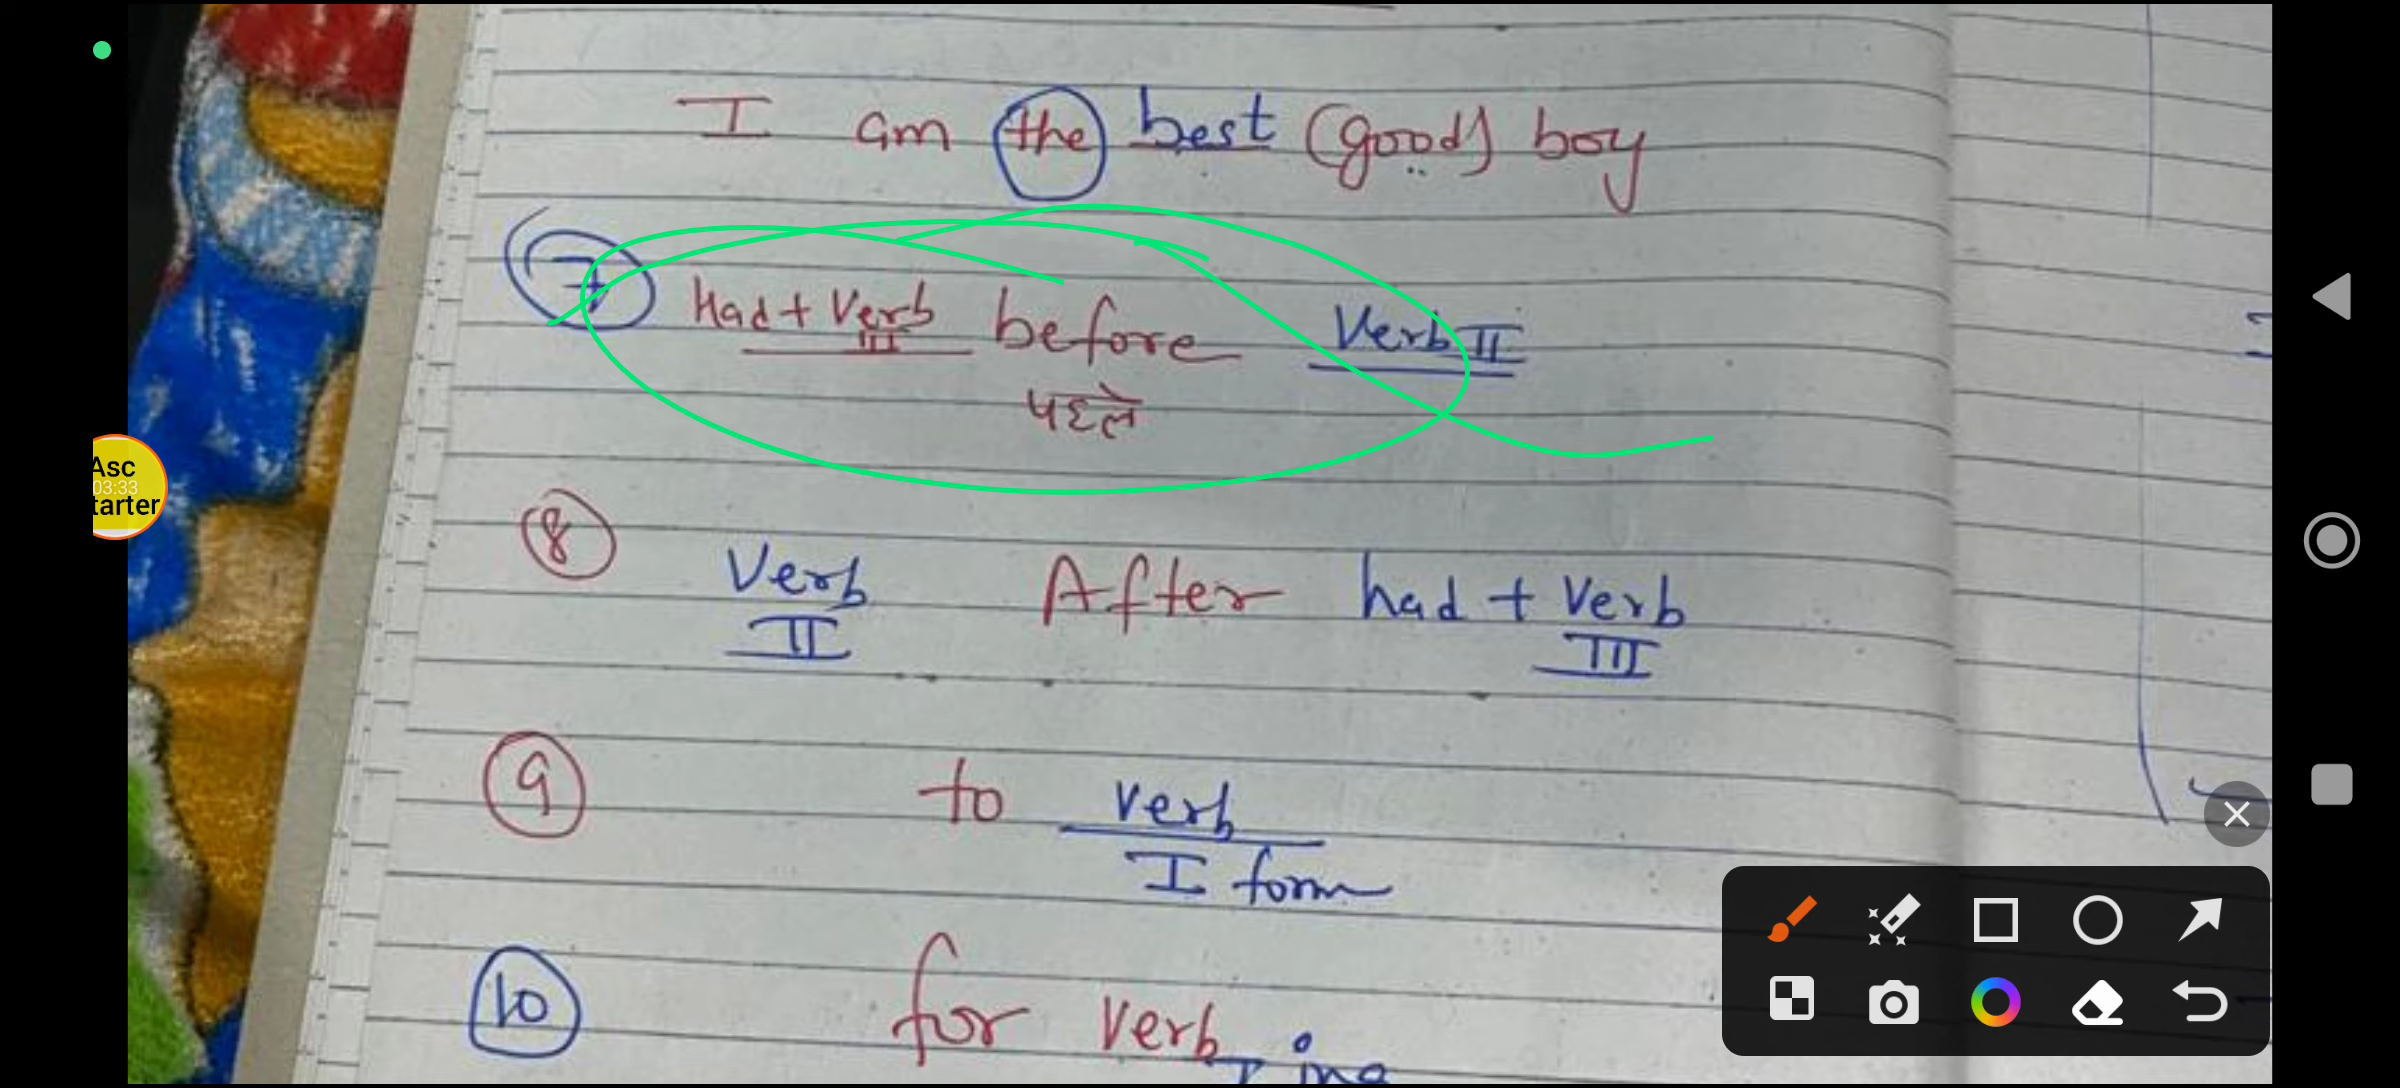 I am the best (good) boy
7 Had + Verb III before Verb II
पहले
8 Verb II After had + Verb III
9 to verb
I form
10 for verb ing
Asc
03:33
tarter